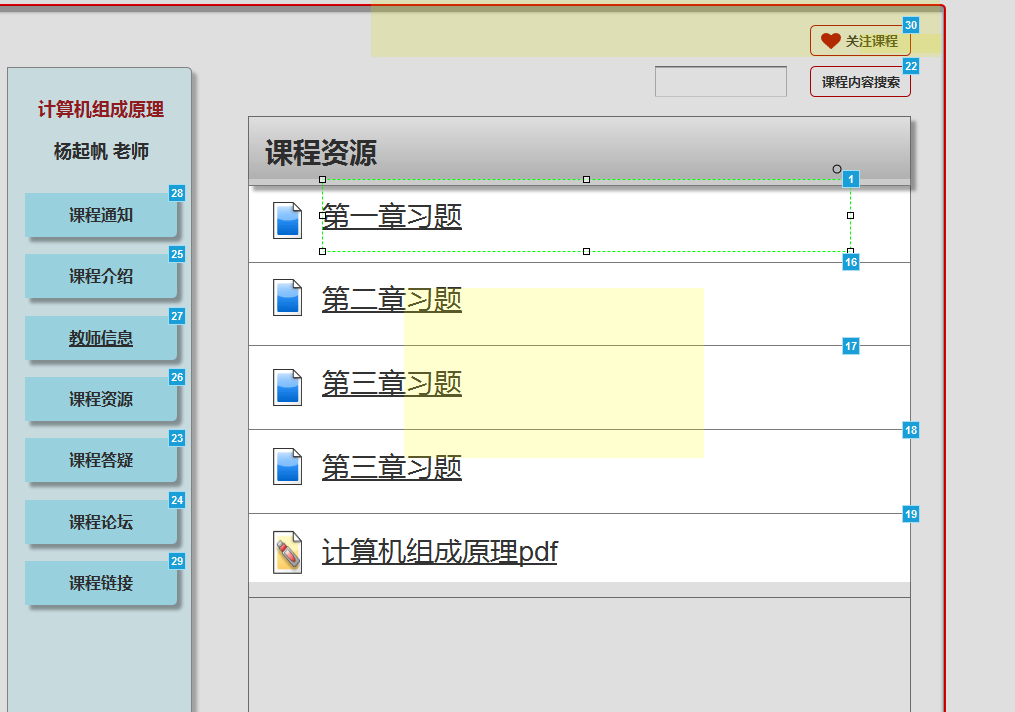 30
关注课程
22
课程内容搜索
计算机组成原理
杨起帆 老师
28
课程通知
25
课程介绍
27
教师信息
26
课程资源
23
课程答疑
24
课程论坛
29
课程链接
课程资源
1
第一章习题
16
第二章习题
17
第三章习题
18
第三章习题
19
计算机组成原理pdf